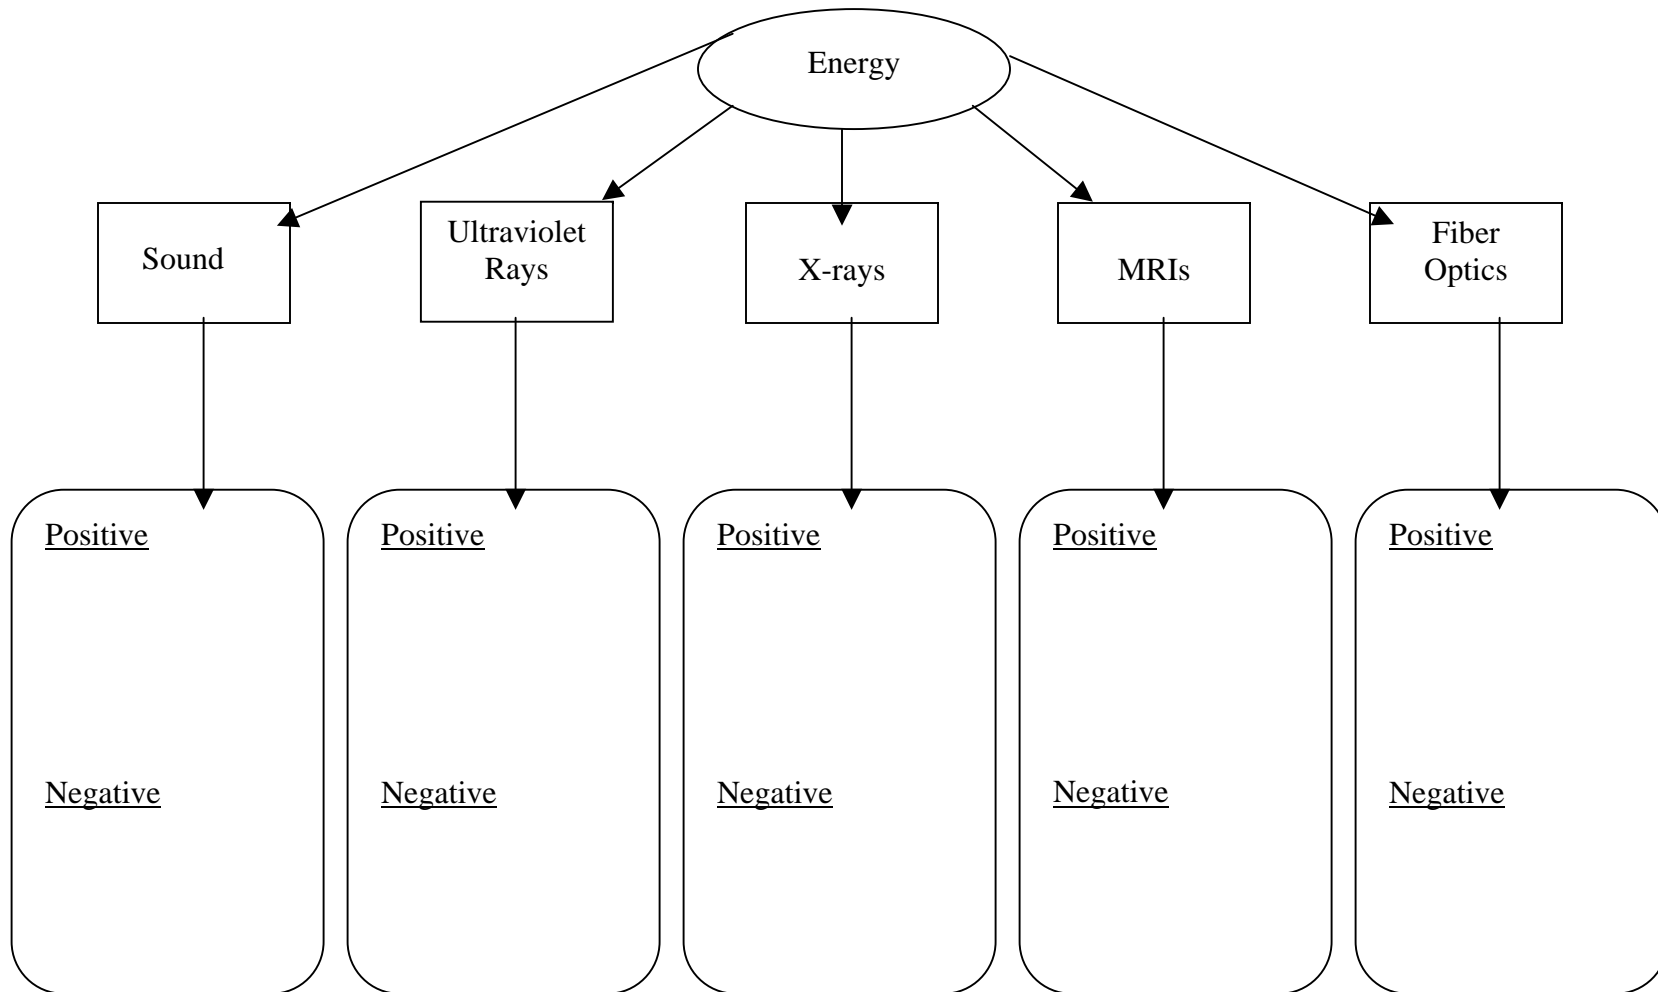 Energy
Sound
Ultraviolet
Rays
X-rays
MRIs
Fiber
Optics
Positive
Positive
Positive
Positive
Positive
Negative
Negative
Negative
Negative
Negative